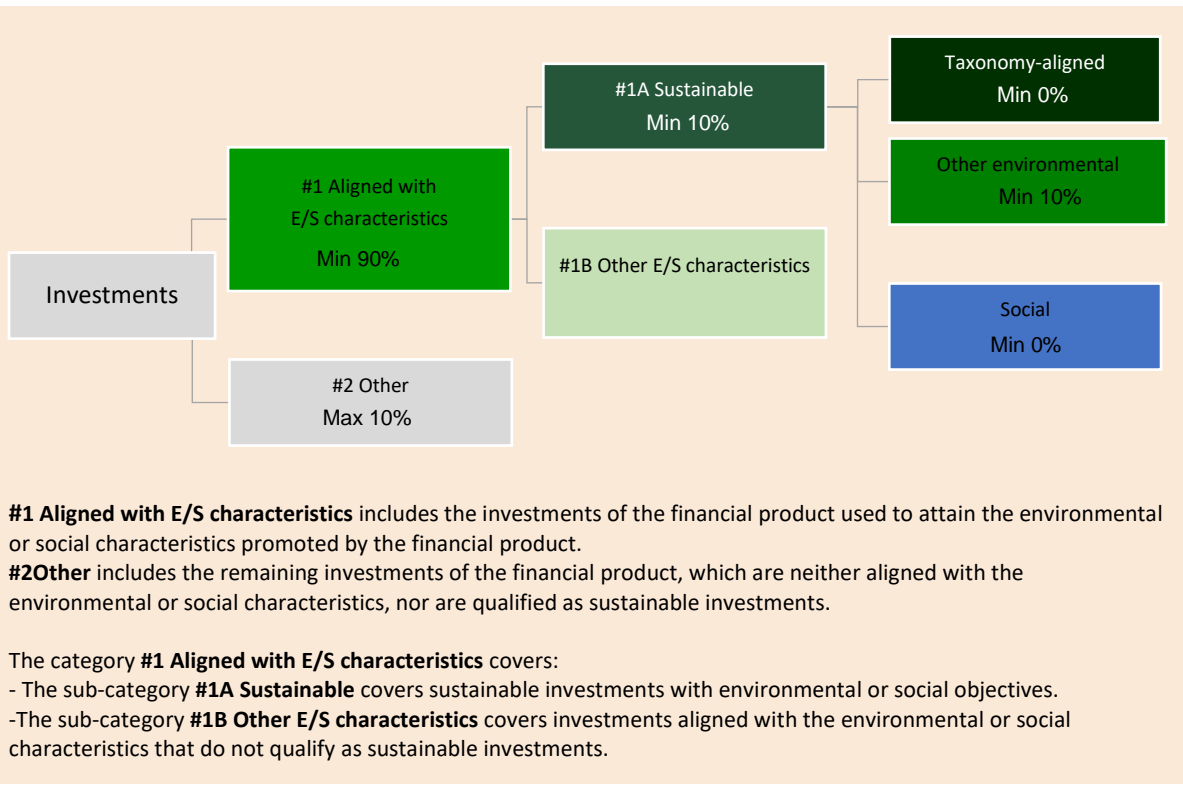 Investments
#1 Aligned with
E/S characteristics
Min 90%
#2 Other
Max 10%
#1A Sustainable
Min 10%
#1B Other E/S characteristics
Taxonomy-aligned
Min 0%
Other environmental
Min 10%
Social
Min 0%
#1 Aligned with E/S characteristics includes the investments of the financial product used to attain the environmental
or social characteristics promoted by the financial product.
#2Other includes the remaining investments of the financial product, which are neither aligned with the
environmental or social characteristics, nor are qualified as sustainable investments.
The category #1 Aligned with E/S characteristics covers:
- The sub-category #1A Sustainable covers sustainable investments with environmental or social objectives.
-The sub-category #1B Other E/S characteristics covers investments aligned with the environmental or social
characteristics that do not qualify as sustainable investments.